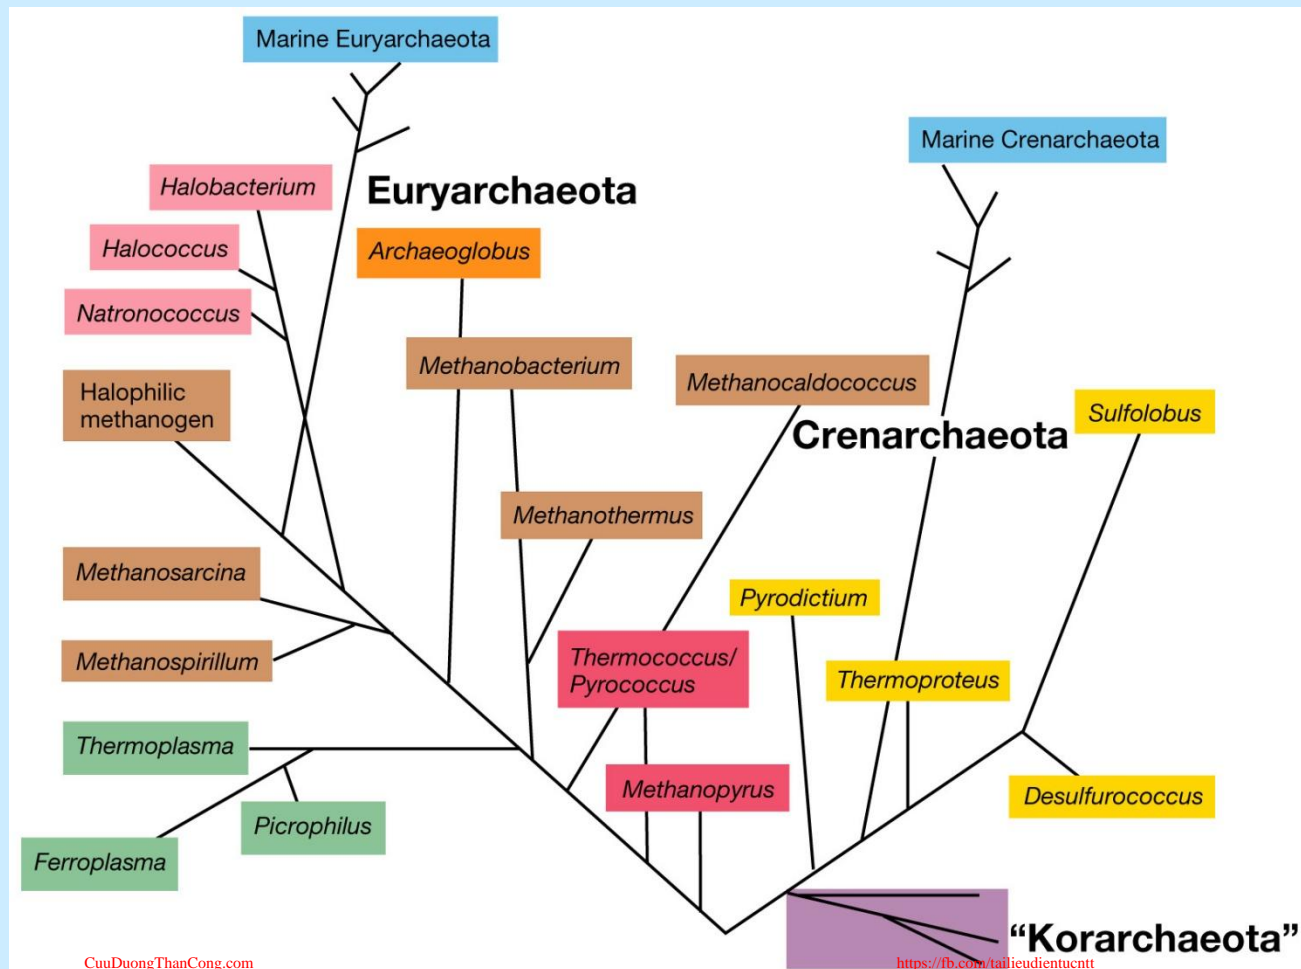 Marine Euryarchaeota
Marine Crenarchaeota
Halobacterium
Euryarchaeota
Halococcus
Archaeoglobus
Natronococcus
Methanobacterium
Methanocaldococcus
Halophilic
methanogen
Crenarchaeota
Sulfolobus
Methanothermus
Methanosarcina
Pyrodictium
Methanospirillum
Thermococcus/
Pyrococcus
Thermoproteus
Thermoplasma
Methanopyrus
Desulfurococcus
Picrophilus
Ferroplasma
“Korarchaeota”
CuuDuongThanCong.com
https://fb.com/tailieudientucntt